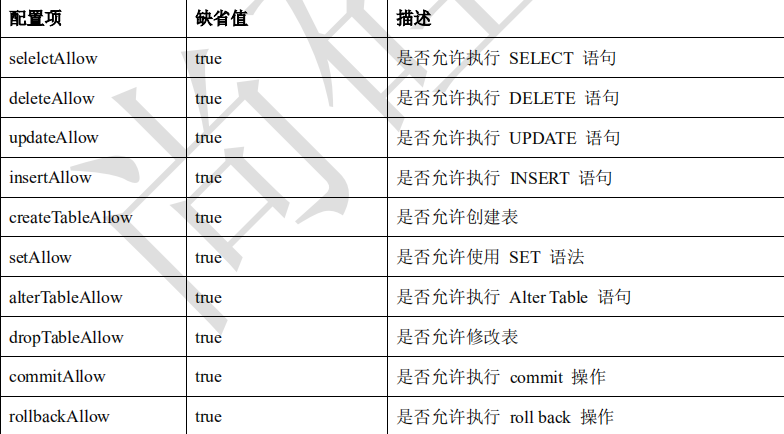 配置项 缺省值 描述
selelctAllow true 是否允许执行 SELECT 语句
deleteAllow true 是否允许执行 DELETE 语句
updateAllow true 是否允许执行 UPDATE 语句
insertAllow true 是否允许执行 INSERT 语句
createTableAllow true 是否允许创建表
setAllow true 是否允许使用 SET 语法
alterTableAllow true 是否允许执行 Alter Table 语句
dropTableAllow true 是否允许修改表
commitAllow true 是否允许执行 commit 操作
rollbackAllow true 是否允许执行 roll back 操作
尚